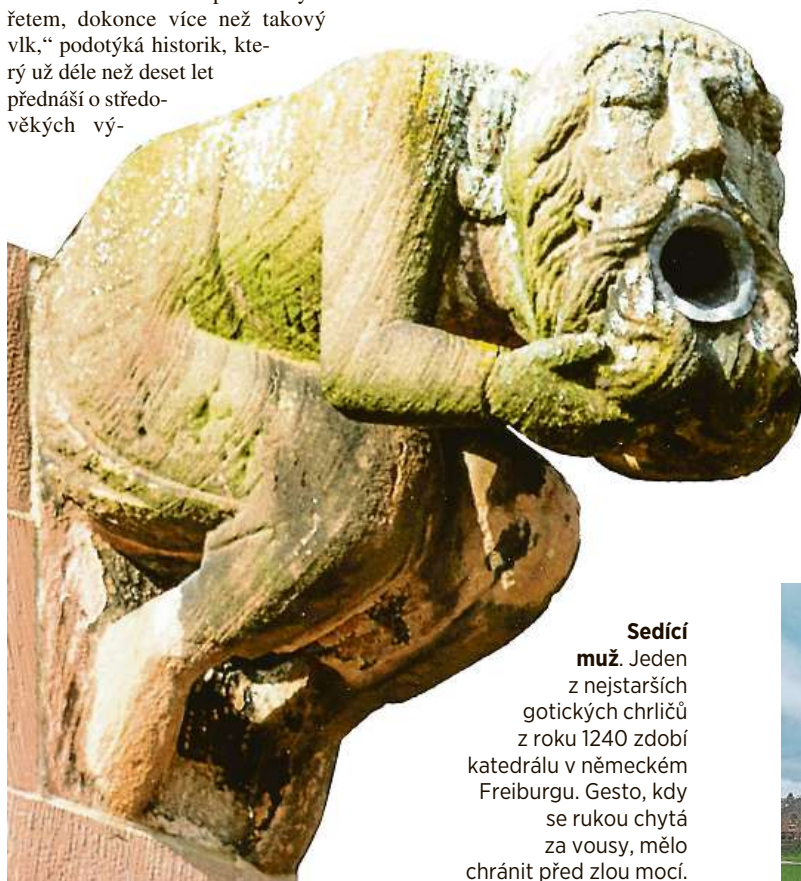 řetem, dokonce více než takový
vlk,“ podotýká historik, kte-
rý už déle než deset let
přednáší o středo-
věkých vý-
Sedící
muž. Jeden
z nejstarších
gotických chrličů
z roku 1240 zdobí
katedrálu v německém
Freiburgu. Gesto, kdy
se rukou chytá
za vousy, mělo
chránit před zlou mocí.